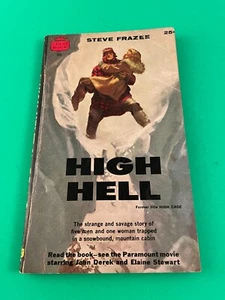 STEVE FRAZEE
25¢
HIGH
HELL
Former title HIGH CAGE
The strange and savage story of
five men and one woman trapped
in a snowbound, mountain cabin
Read the book–see the Paramount movie
starring John Derek and Elaine Stewart